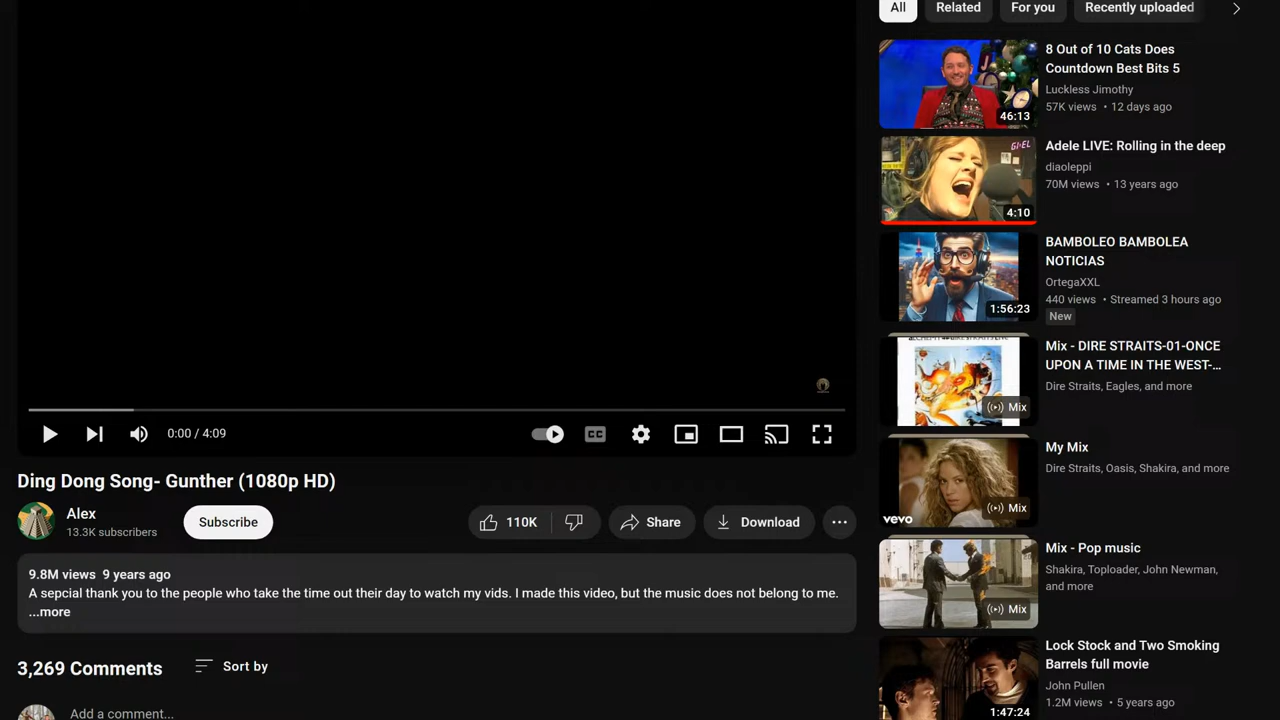 All
Related
For you
Recently uploaded
8 Out of 10 Cats Does
Countdown Best Bits 5
Luckless Jimothy
57K views • 12 days ago
46:13
Adele LIVE: Rolling in the deep
diaoleppi
70M views • 13 years ago
4:10
BAMBOLEO BAMBOLEA
NOTICIAS
OrtegaXXL
440 views • Streamed 3 hours ago
New
1:56:23
Mix - DIRE STRAITS-01-ONCE
UPON A TIME IN THE WEST-...
Dire Straits, Eagles, and more
Mix
My Mix
Dire Straits, Oasis, Shakira, and more
vevo
Mix
Mix - Pop music
Shakira, Toploader, John Newman,
and more
Mix
Lock Stock and Two Smoking
Barrels full movie
John Pullen
1.2M views • 5 years ago
1:47:24
0:00 / 4:09
CC
Ding Dong Song- Gunther (1080p HD)
Alex
13.3K subscribers
Subscribe
110K
Share
Download
9.8M views 9 years ago
A sepcial thank you to the people who take the time out their day to watch my vids. I made this video, but the music does not belong to me.
...more
3,269 Comments
Sort by
Add a comment...